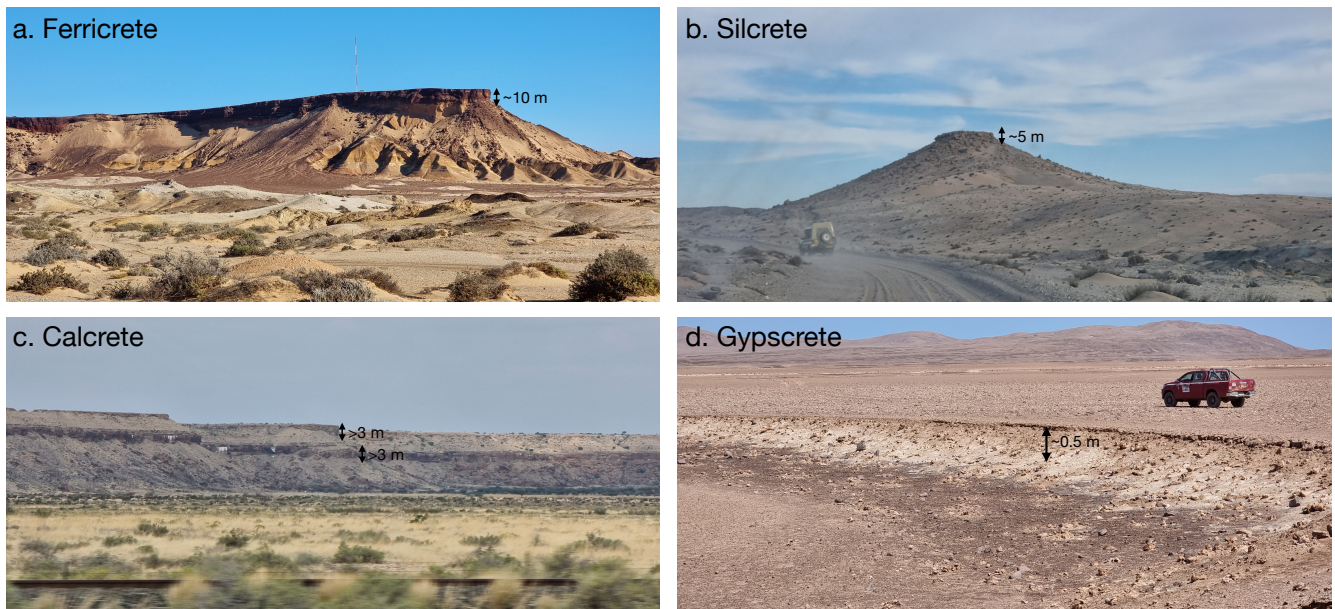 a. Ferricrete
~10 m
b. Silcrete
~5 m
c. Calcrete
>3 m
>3 m
d. Gypscrete
~0.5 m